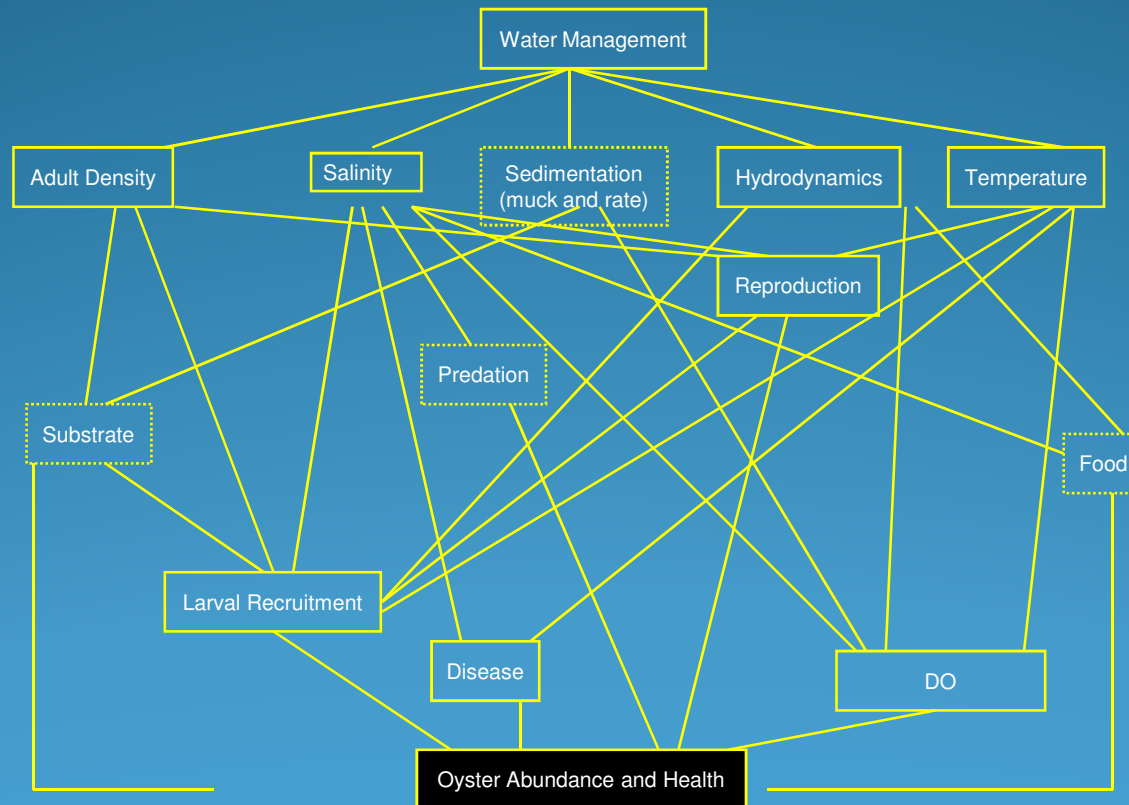 Water Management
Adult Density
Salinity
Sedimentation
(muck and rate)
Hydrodynamics
Temperature
Reproduction
Predation
Substrate
Food
Larval Recruitment
Disease
DO
Oyster Abundance and Health